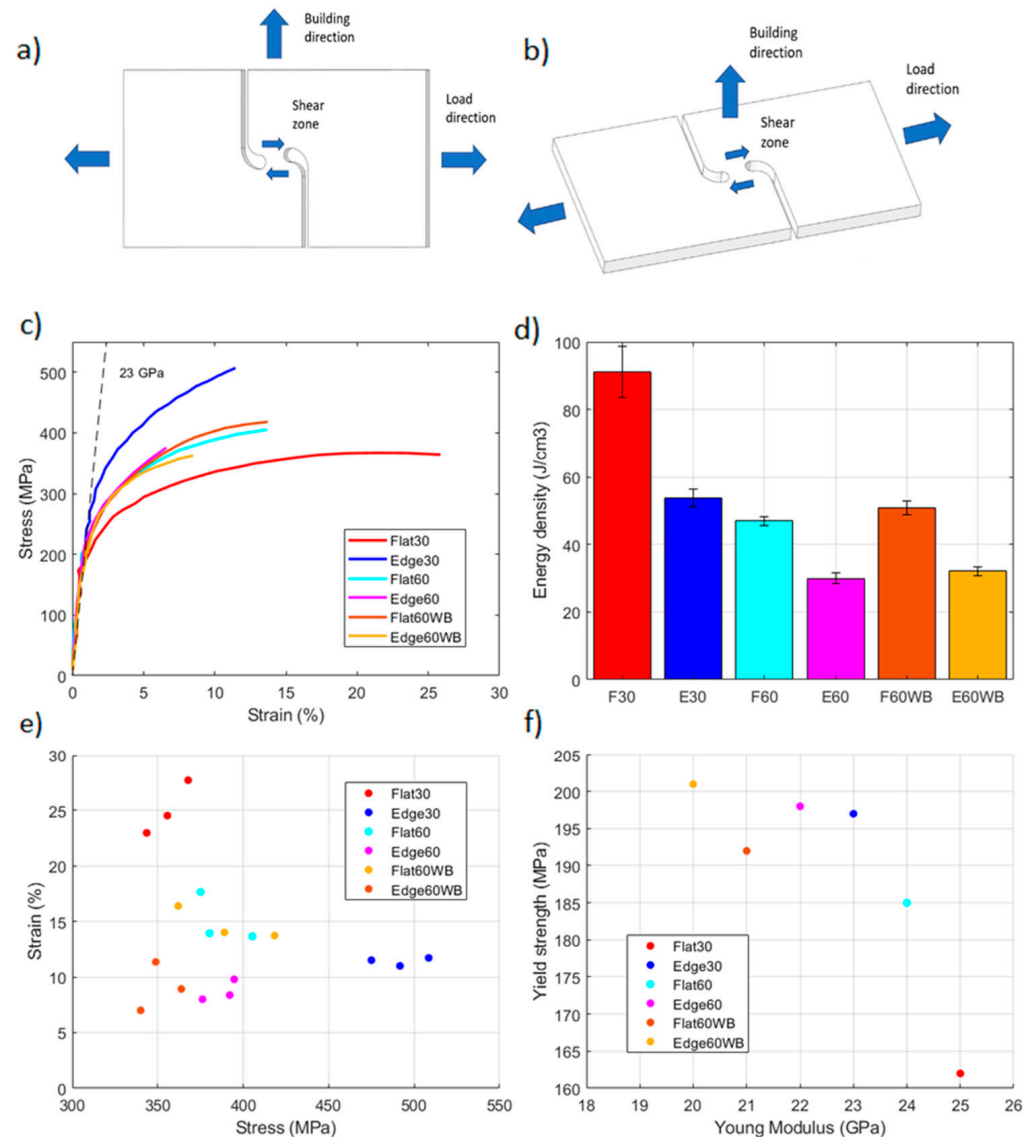 a)
Building
direction
Shear
zone
Load
direction
b)
Building
direction
Load
direction
Shear
zone
c)
500
400
300
200
100
0
Stress (MPa)
23 GPa
Flat30
Edge30
Flat60
Edge60
Flat60WB
Edge60WB
0 5 10 15 20 25 30
Strain (%)
d)
100
80
60
40
20
0
Energy density (J/cm3)
F30 E30 F60 E60 F60WB E60WB
e)
30
25
20
15
10
5
0
Strain (%)
Flat30
Edge30
Flat60
Edge60
Flat60WB
Edge60WB
300 350 400 450 500 550
Stress (MPa)
f)
205
200
195
190
185
180
175
170
165
160
Yield strength (MPa)
Flat30
Edge30
Flat60
Edge60
Flat60WB
Edge60WB
18 19 20 21 22 23 24 25 26
Young Modulus (GPa)